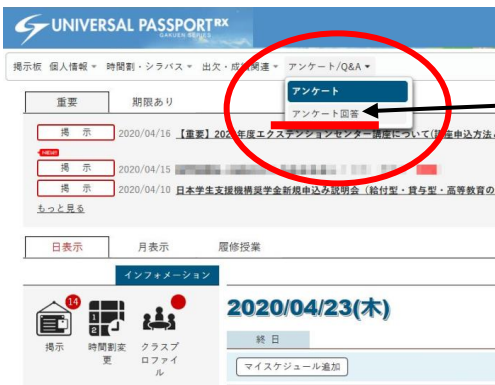 UNIVERSAL PASSPORT RX
GAKUEN SERIES
掲示板 個人情報 時間割・シラバス 出欠・成績関連 アンケート/Q&A
アンケート
アンケート回答
重要 期限あり
掲 示 2020/04/16 【重要】2020年度エクステンションセンター講座について(講座申込方法
NEW
掲 示 2020/04/15
掲 示 2020/04/10 日本学生支援機構奨学金新規申込み説明会（給付型・貸与型・高等教育の
もっと見る
日表示 月表示 履修授業
インフォメーション
14
掲示 時間割変更 クラスプロファイル
2020/04/23(木)
終 日
マイスケジュール追加